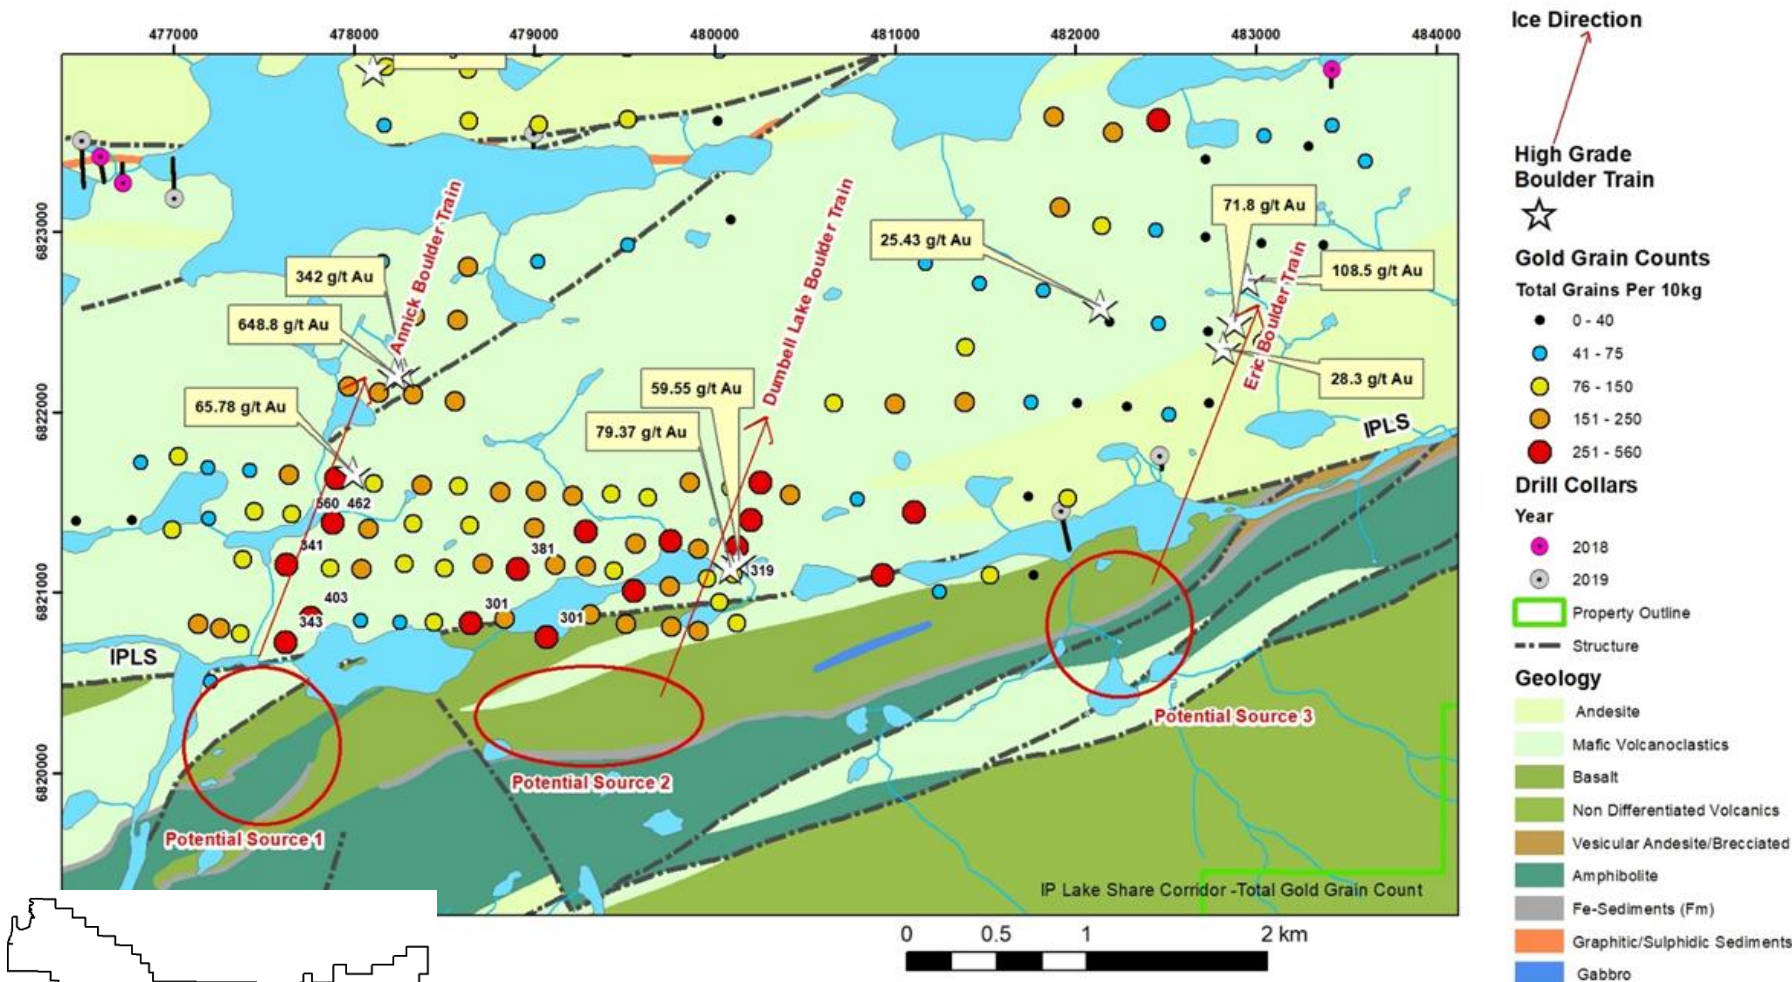 477000 478000 479000 480000 481000 482000 483000 484000
6823000
6822000
6821000
6820000
Annick Boulder Train
Dumbell Lake Boulder Train
Eric Boulder Train
71.8 g/t Au
25.43 g/t Au
108.5 g/t Au
342 g/t Au
648.8 g/t Au
28.3 g/t Au
59.55 g/t Au
65.78 g/t Au
79.37 g/t Au
IPLS
560 462
341
381
319
403
301
343
301
IPLS
Potential Source 3
Potential Source 2
Potential Source 1
IP Lake Share Corridor -Total Gold Grain Count
0 0.5 1 2 km
Ice Direction
High Grade
Boulder Train
Gold Grain Counts
Total Grains Per 10kg
0 - 40
41 - 75
76 - 150
151 - 250
251 - 560
Drill Collars
Year
2018
2019
Property Outline
Structure
Geology
Andesite
Mafic Volcanoclastics
Basalt
Non Differentiated Volcanics
Vesicular Andesite/Brecciated
Amphibolite
Fe-Sediments (Fm)
Graphitic/Sulphidic Sediments
Gabbro